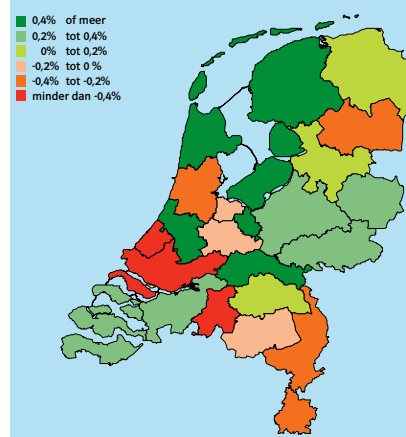 0,4% of meer
0,2% tot 0,4%
0% tot 0,2%
-0,2% tot 0 %
-0,4% tot -0,2%
minder dan -0,4%